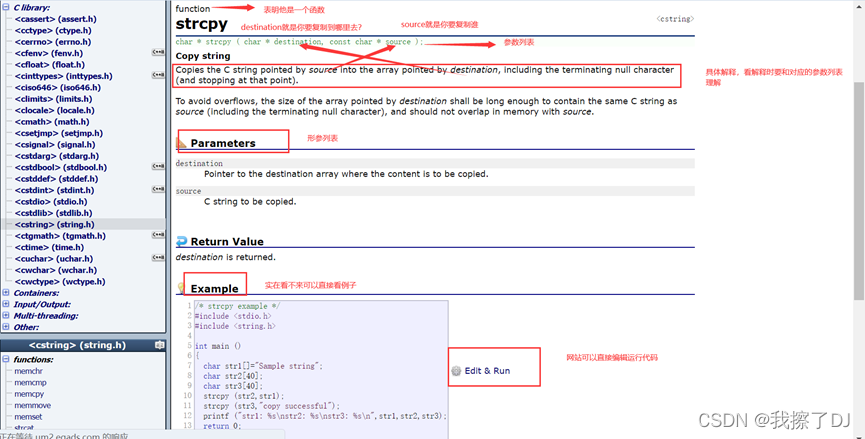 C library:
<cassert> (assert.h)
<cctype> (ctype.h)
<cerrno> (errno.h)
<cfenv> (fenv.h)
<cfloat> (float.h)
<cinttypes> (inttypes.h)
<ciso646> (iso646.h)
<climits> (limits.h)
<clocale> (locale.h)
<cmath> (math.h)
<csetjmp> (setjmp.h)
<csignal> (signal.h)
<cstdarg> (stdarg.h)
<cstdbool> (stdbool.h)
<cstddef> (stddef.h)
<cstdint> (stdint.h)
<cstdio> (stdio.h)
<cstdlib> (stdlib.h)
<cstring> (string.h)
<ctgmath> (tgmath.h)
<ctime> (time.h)
<cuchar> (uchar.h)
<cwchar> (wchar.h)
<cwctype> (wctype.h)
Containers:
Input/Output:
Multi-threading:
Other:
<cstring> (string.h)
functions:
memchr
memcmp
memcpy
memmove
memset
strcat
正在等待 um2.eqads.com 的响应
function
表明他是一个函数
strcpy
<cstring>
destination就是你要复制到哪里去?
source就是你要复制谁
char * strcpy ( char * destination, const char * source );
参数列表
Copy string
Copies the C string pointed by source into the array pointed by destination, including the terminating null character
(and stopping at that point).
具体解释，看解释时要和对应的参数列表
理解
To avoid overflows, the size of the array pointed by destination shall be long enough to contain the same C string as
source (including the terminating null character), and should not overlap in memory with source.
Parameters
形参列表
destination
Pointer to the destination array where the content is to be copied.
source
C string to be copied.
Return Value
destination is returned.
Example
实在看不来可以直接看例子
1 /* strcpy example */
2 #include <stdio.h>
3 #include <string.h>
4
5 int main ()
6 {
7 char str1[]="Sample string";
8 char str2[40];
9 char str3[40];
10 strcpy (str2,str1);
11 strcpy (str3,"copy successful");
12 printf ("str1: %s\nstr2: %s\nstr3: %s\n",str1,str2,str3);
13 return 0;
Edit & Run
网站可以直接编辑运行代码
CSDN @我擦了DJ